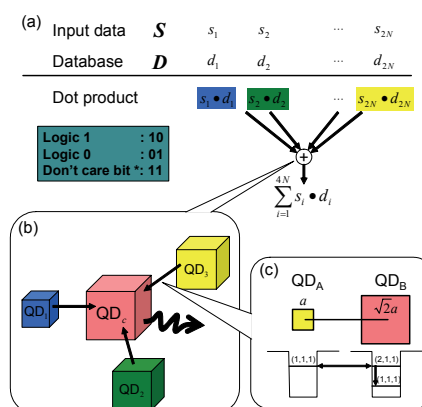 (a)
Input data S s₁ s₂ ... s₂N
Database D d₁ d₂ d₂N
Dot product s₁ • d₁ s₂ • d₂ ... s₂N • d₂N
Logic 1 : 10
Logic 0 : 01
Don't care bit *: 11
+
4N
∑ sᵢ • dᵢ
i=1
(b)
QD₁
QD₂
QD₃
QDc
(c)
QDA QDB
a √2a
(1,1,1) (2,1,1)
(1,1,1)